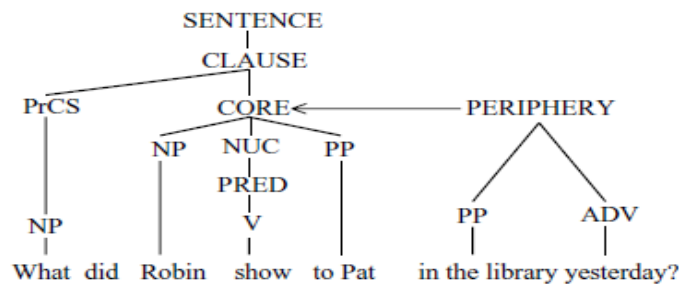 SENTENCE
CLAUSE
PrCS CORE PERIPHERY
NP NUC PP
PRED
NP V PP ADV
What did Robin show to Pat in the library yesterday?